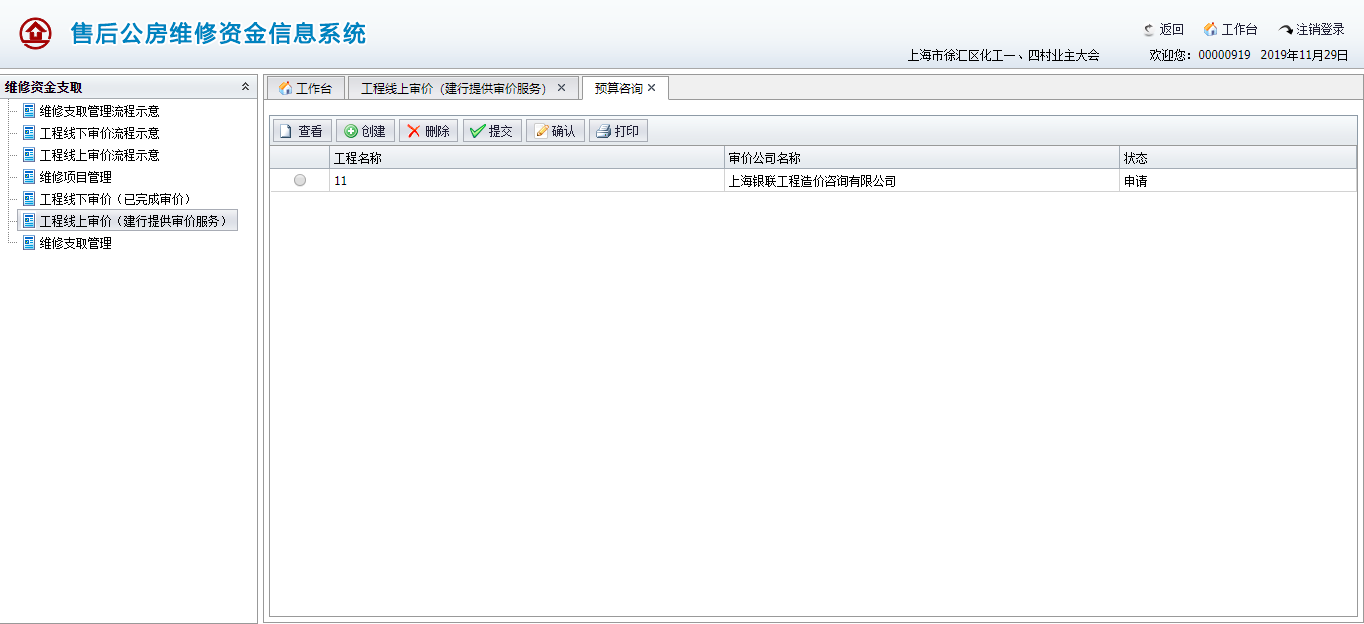 售后公房维修资金信息系统
返回 工作台 注销登录
上海市徐汇区化工一、四村业主大会 欢迎您: 00000919 2019年11月29日
维修资金支取
维修支取管理流程示意
工程线下审价流程示意
工程线上审价流程示意
维修项目管理
工程线下审价（已完成审价）
工程线上审价（建行提供审价服务）
维修支取管理
工作台 工程线上审价（建行提供审价服务） 预算咨询
查看 创建 删除 提交 确认 打印
工程名称 审价公司名称 状态
11 上海银联工程造价咨询有限公司 申请